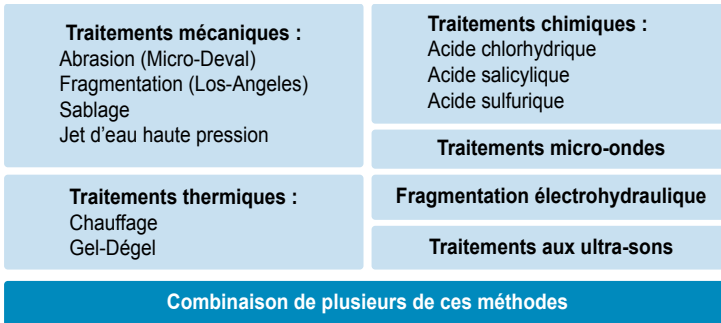 Traitements mécaniques :
Abrasion (Micro-Deval)
Fragmentation (Los-Angeles)
Sablage
Jet d'eau haute pression
Traitements thermiques :
Chauffage
Gel-Dégel
Traitements chimiques :
Acide chlorhydrique
Acide salicylique
Acide sulfurique
Traitements micro-ondes
Fragmentation électrohydraulique
Traitements aux ultra-sons
Combinaison de plusieurs de ces méthodes